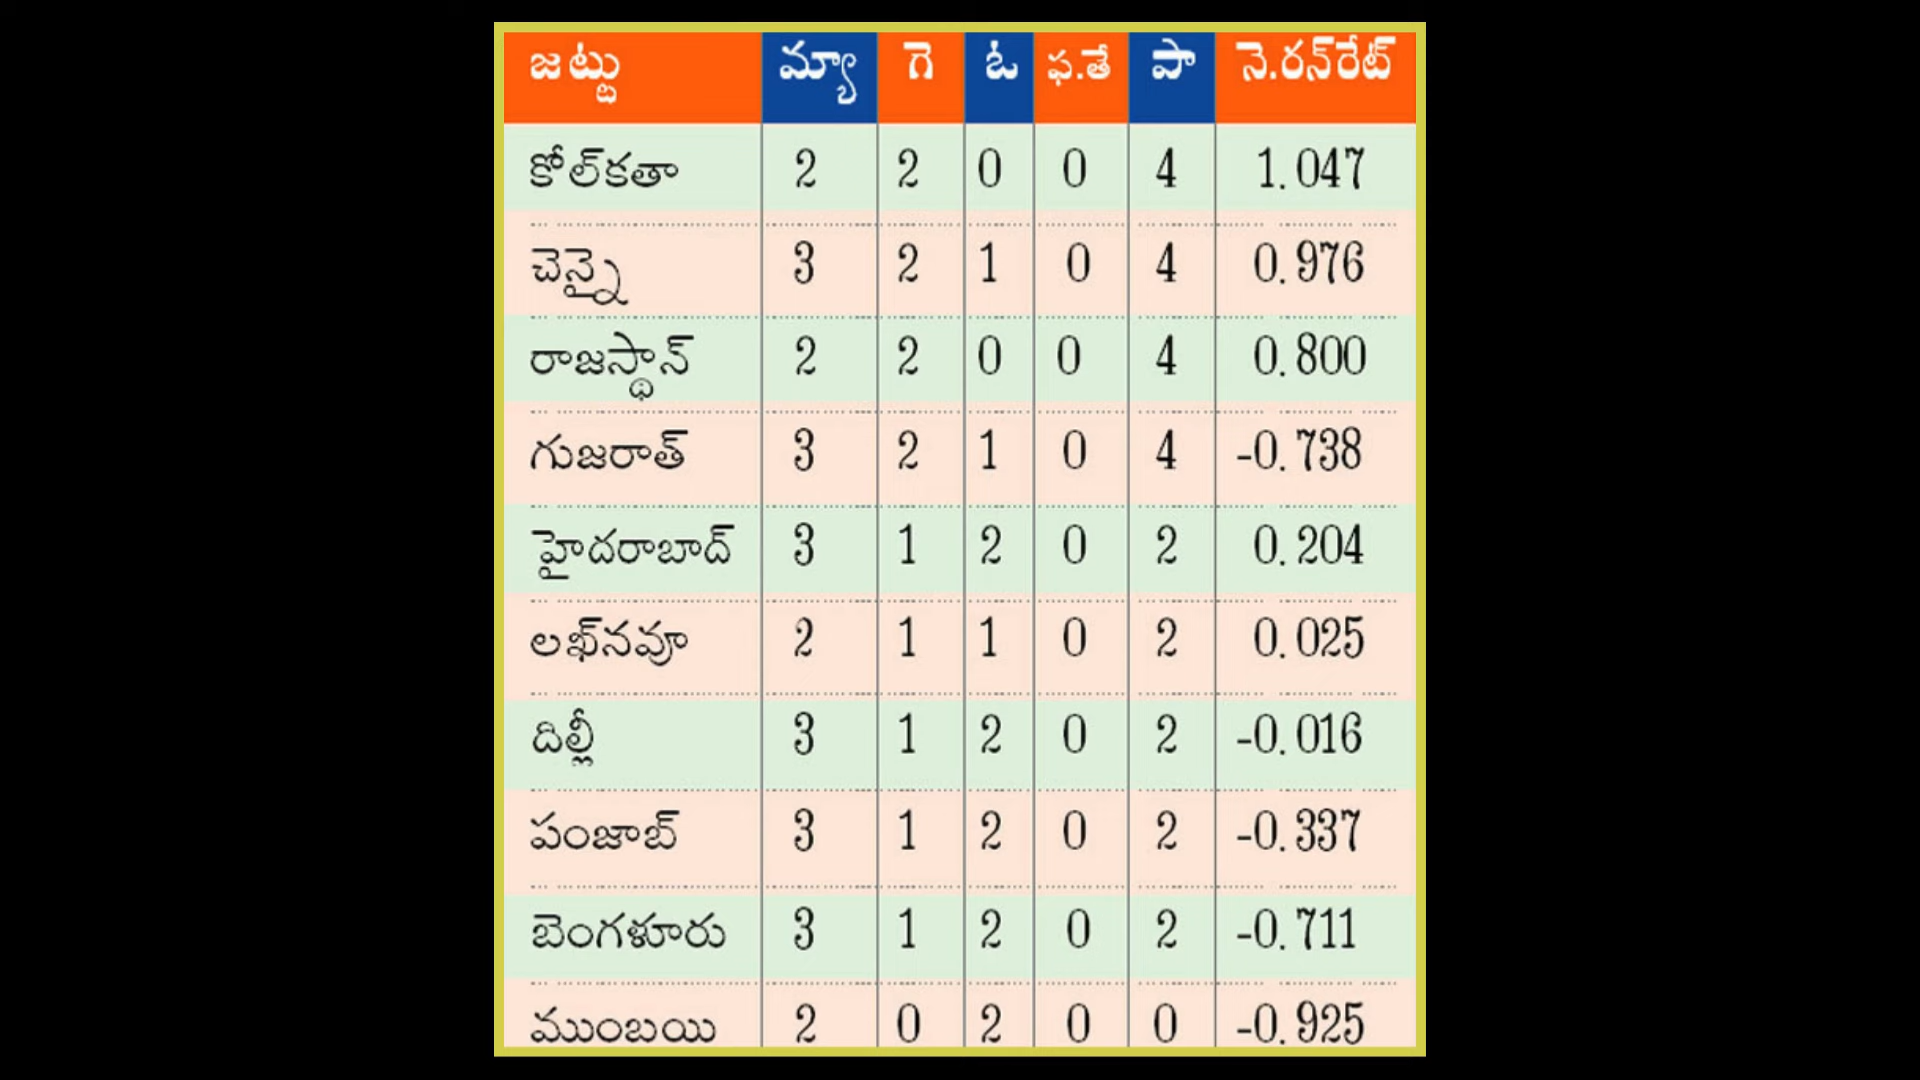 జట్టు మ్యా గె ఓ ఫ.తే పా నె.రన్‌రేట్
కోల్‌కతా 2 2 0 0 4 1.047
చెన్నై 3 2 1 0 4 0.976
రాజస్థాన్ 2 2 0 0 4 0.800
గుజరాత్ 3 2 1 0 4 -0.738
హైదరాబాద్ 3 1 2 0 2 0.204
లఖ్‌నవూ 2 1 1 0 2 0.025
దిల్లీ 3 1 2 0 2 -0.016
పంజాబ్ 3 1 2 0 2 -0.337
బెంగళూరు 3 1 2 0 2 -0.711
ముంబయి 2 0 2 0 0 -0.925